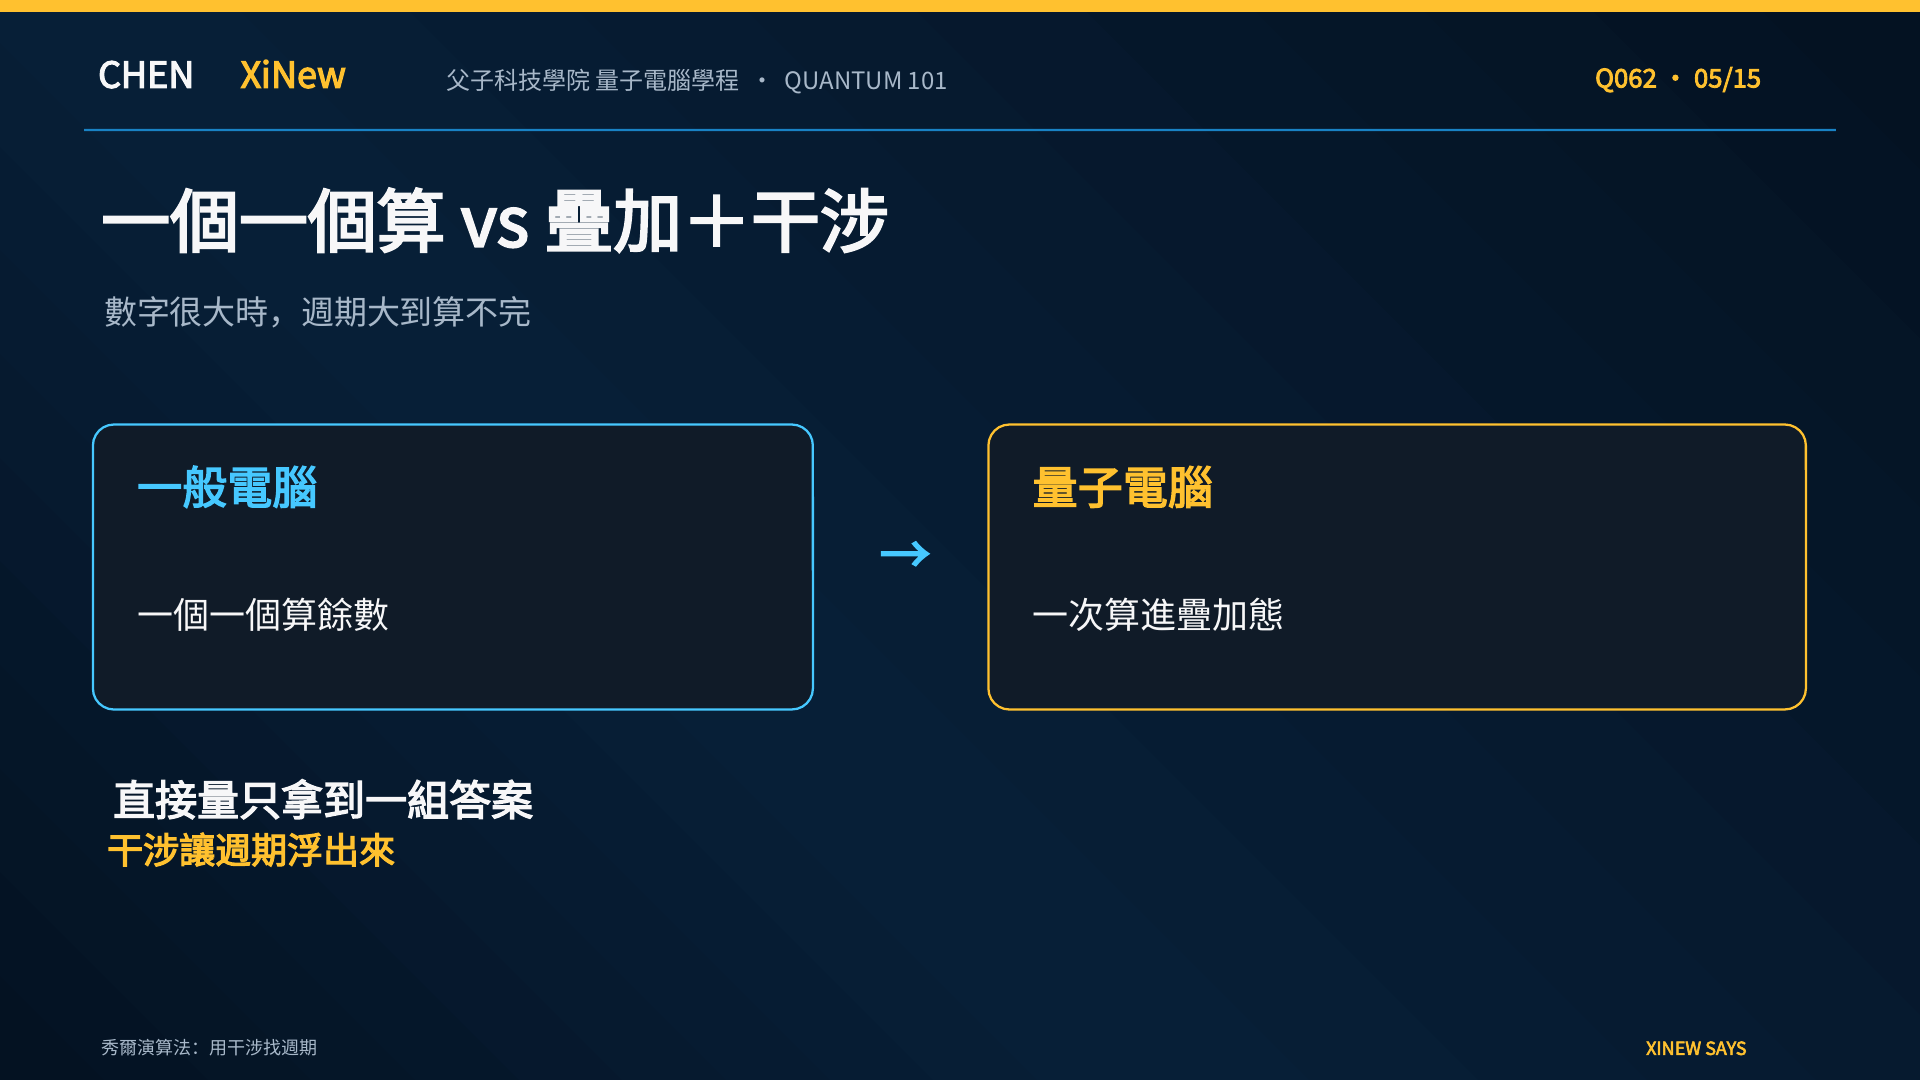 CHEN XiNew 父子科技學院 量子電腦學程 • QUANTUM 101 Q062 • 05/15
一個一個算 vs 疊加＋干涉
數字很大時，週期大到算不完
一般電腦
一個一個算餘數
→
量子電腦
一次算進疊加態
直接量只拿到一組答案
干涉讓週期浮出來
秀爾演算法：用干涉找週期
XINEW SAYS